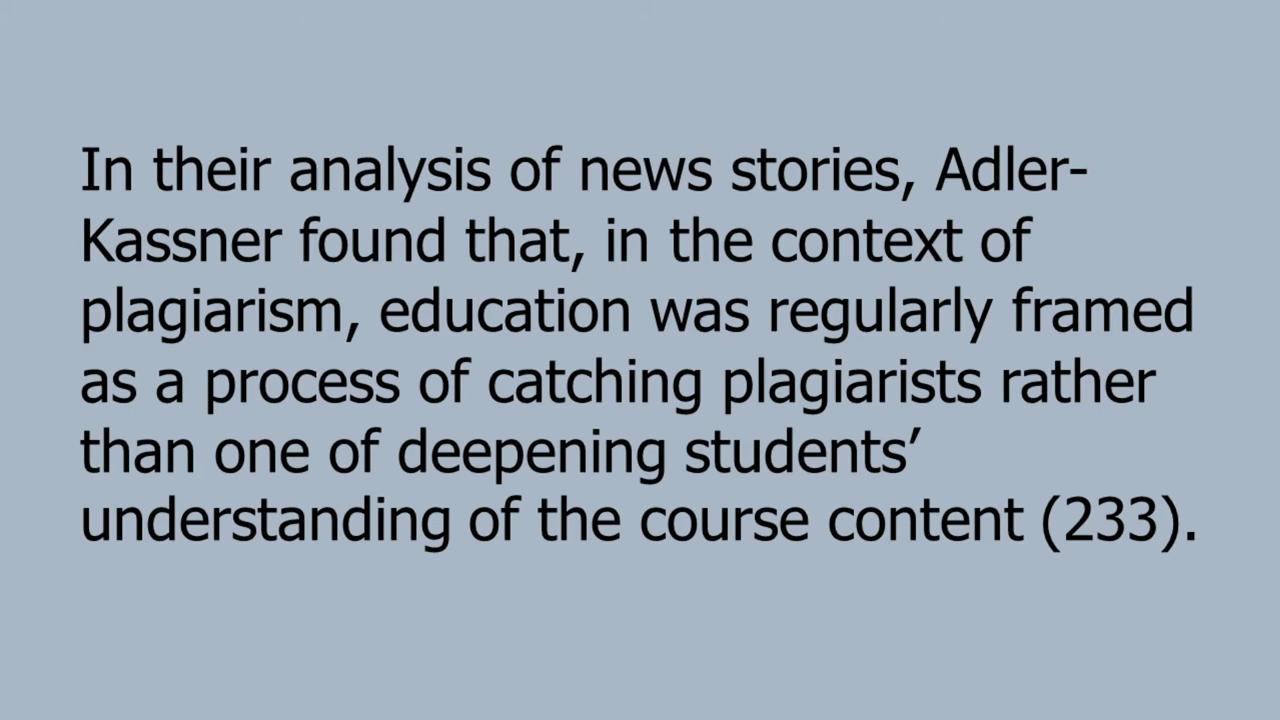 In their analysis of news stories, Adler-
Kassner found that, in the context of
plagiarism, education was regularly framed
as a process of catching plagiarists rather
than one of deepening students’
understanding of the course content (233).